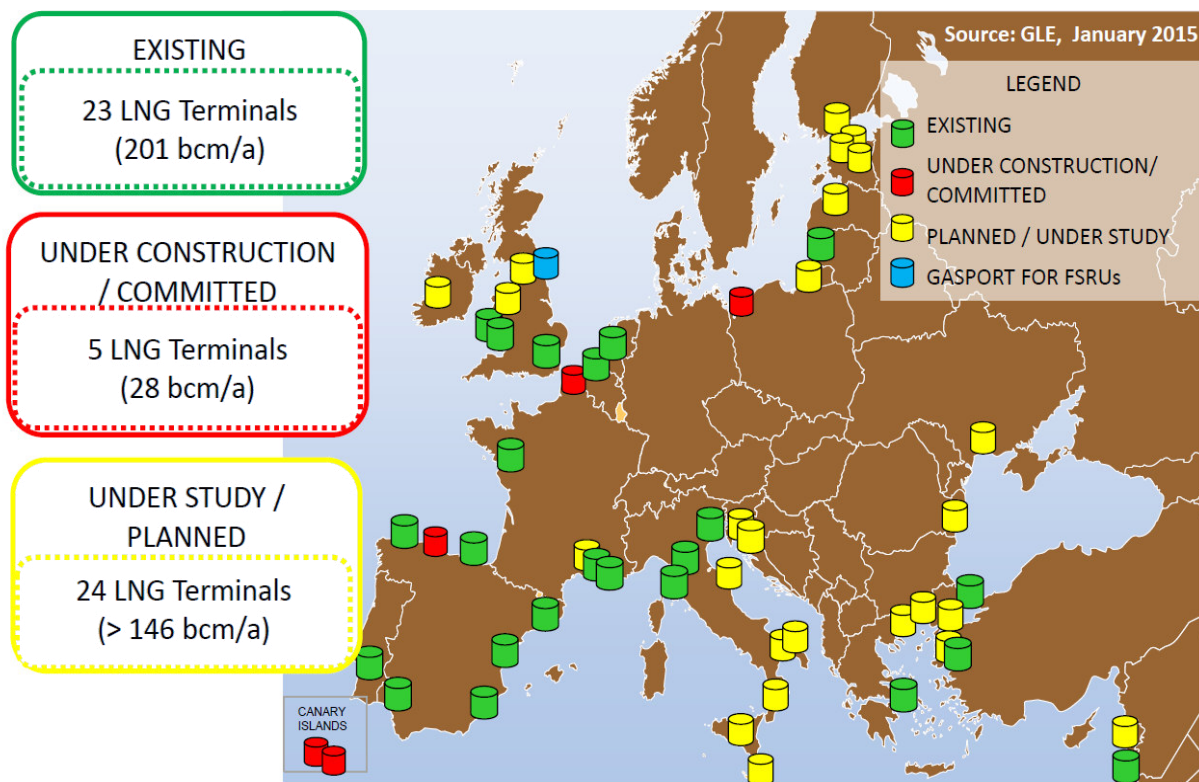 EXISTING
23 LNG Terminals
(201 bcm/a)
UNDER CONSTRUCTION
/ COMMITTED
5 LNG Terminals
(28 bcm/a)
UNDER STUDY /
PLANNED
24 LNG Terminals
(> 146 bcm/a)
Source: GLE, January 2015
LEGEND
EXISTING
UNDER CONSTRUCTION/
COMMITTED
PLANNED / UNDER STUDY
GASPORT FOR FSRUs
CANARY
ISLANDS